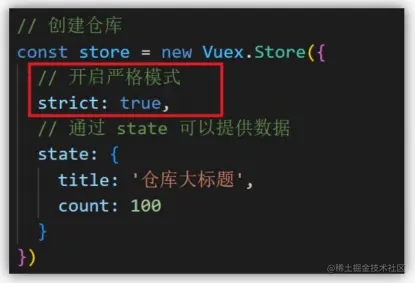 // 创建仓库
const store = new Vuex.Store({
  // 开启严格模式
  strict: true,
  // 通过 state 可以提供数据
  state: {
    title: '仓库大标题',
    count: 100
  }
})
@稀土掘金技术社区